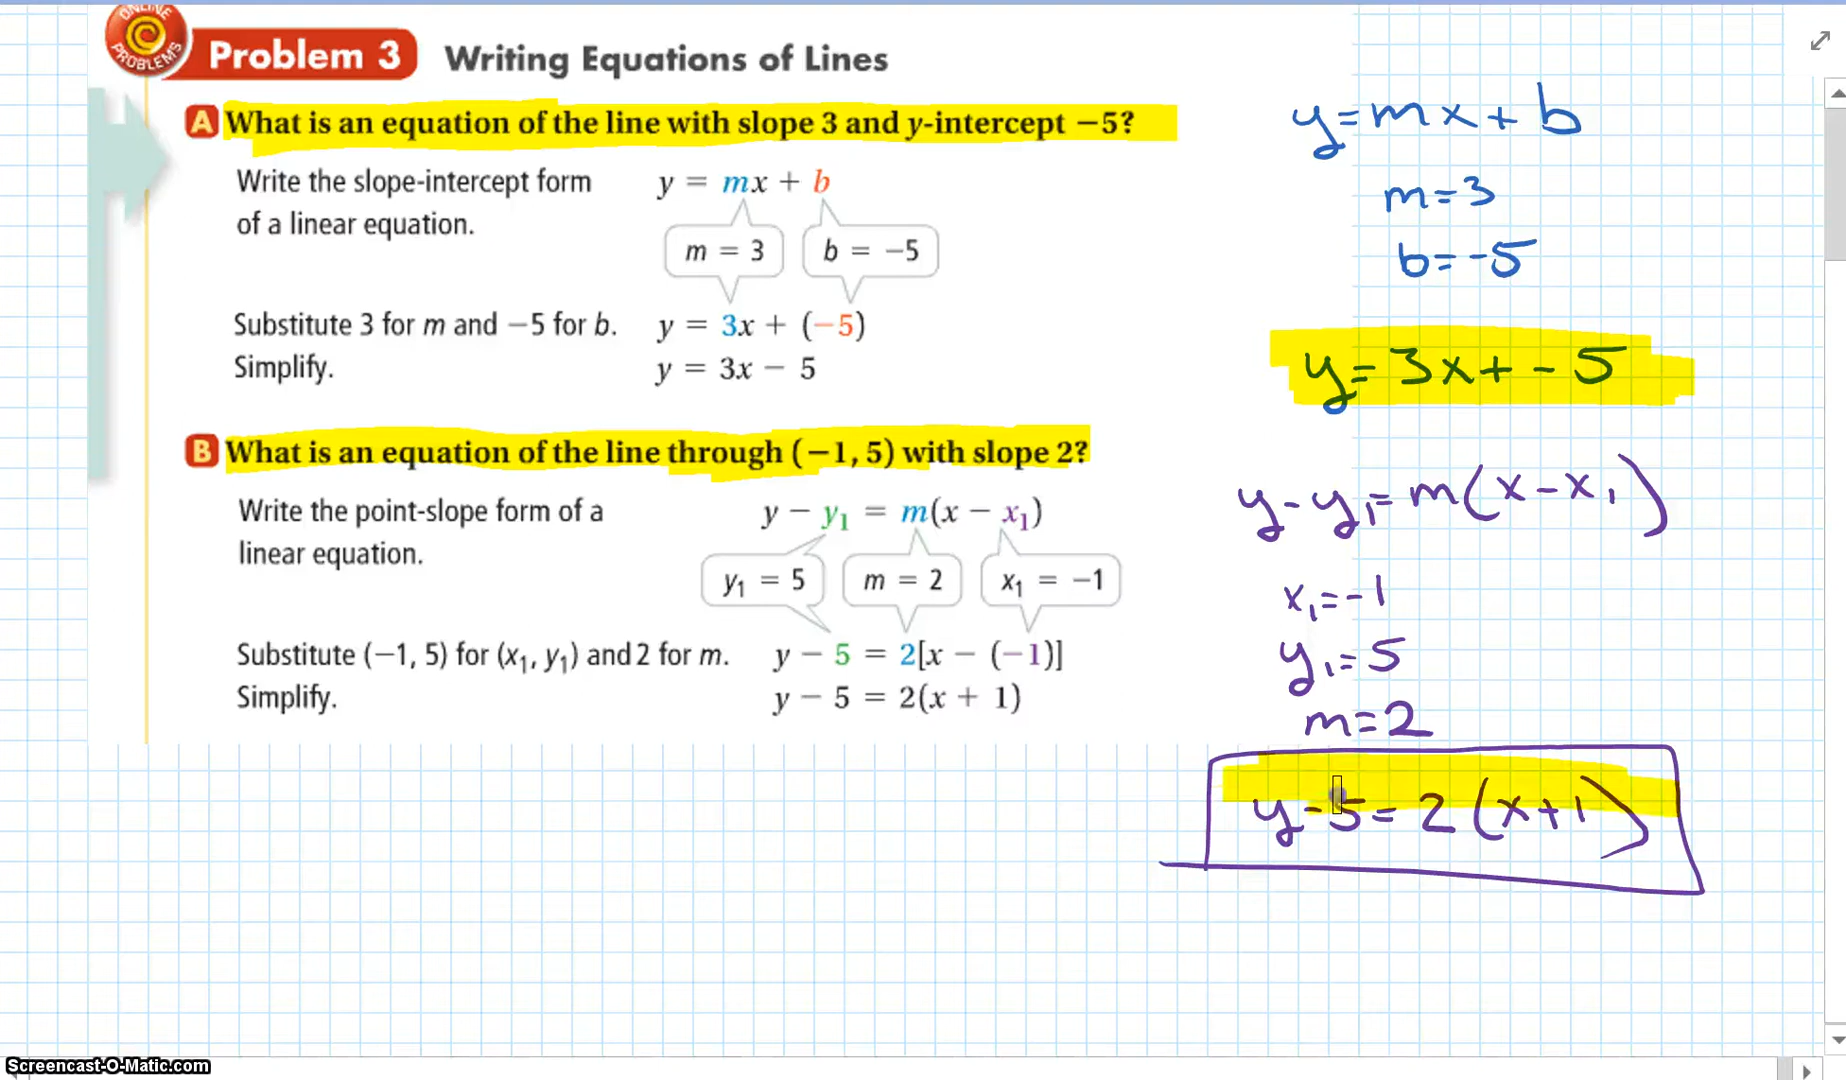 ONLINE
PROBLEMS
Problem 3 Writing Equations of Lines
A What is an equation of the line with slope 3 and y-intercept −5?
Write the slope-intercept form
of a linear equation.
y = mx + b
m = 3 b = −5
Substitute 3 for m and −5 for b. y = 3x + (−5)
Simplify. y = 3x − 5
B What is an equation of the line through (−1, 5) with slope 2?
Write the point-slope form of a
linear equation.
y − y₁ = m(x − x₁)
y₁ = 5 m = 2 x₁ = −1
Substitute (−1, 5) for (x₁, y₁) and 2 for m. y − 5 = 2[x − (−1)]
Simplify. y − 5 = 2(x + 1)
y = mx + b
m = 3
b = -5
y = 3x + - 5
y - y₁ = m(x - x₁)
x₁ = -1
y₁ = 5
m = 2
y - 5 = 2 (x + 1)
Screencast-O-Matic.com